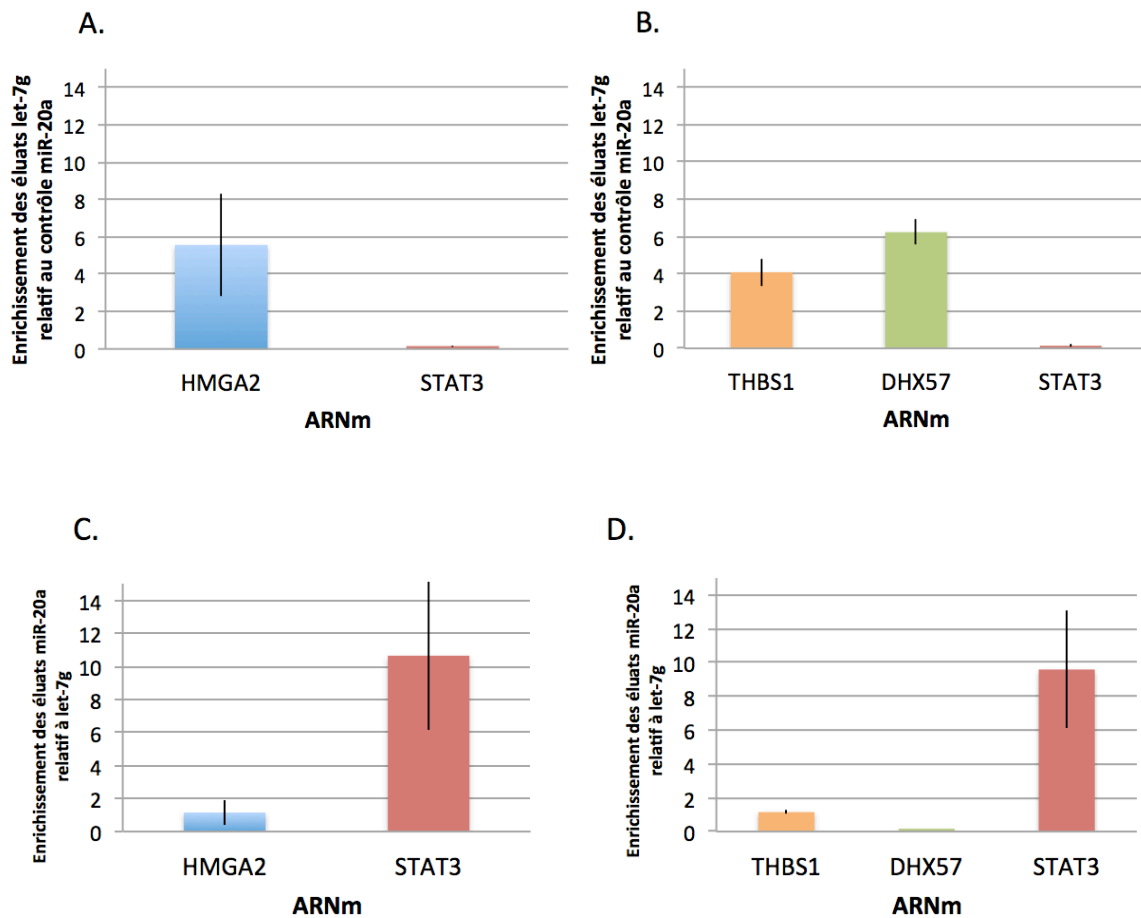 A.
Enrichissement des éluats let-7g
relatif au contrôle miR-20a
14
12
10
8
6
4
2
0
HMGA2 STAT3
ARNm
B.
Enrichissement des éluats let-7g
relatif au contrôle miR-20a
14
12
10
8
6
4
2
0
THBS1 DHX57 STAT3
ARNm
C.
Enrichissement des éluats miR-20a
relatif à let-7g
14
12
10
8
6
4
2
0
HMGA2 STAT3
ARNm
D.
Enrichissement des éluats miR-20a
relatif à let-7g
14
12
10
8
6
4
2
0
THBS1 DHX57 STAT3
ARNm